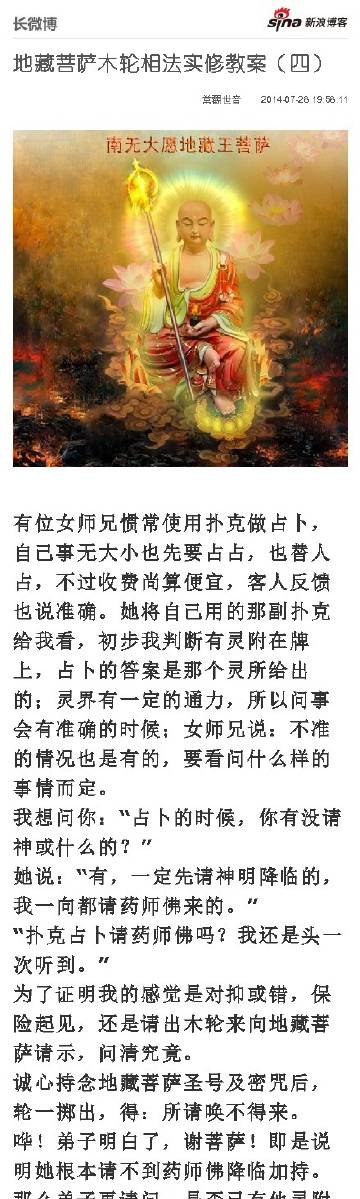 长微博
sina 新浪博客
地藏菩萨木轮相法实修教案（四）
2014-07-26 19:56:11
南无大愿地藏王菩萨
有位女师兄惯常使用扑克做占卜，
自己事无大小也先要占占，也替人
占，不过收费尚算便宜，客人反馈
也说准确。她将自己用的那副扑克
给我看，初步我判断有灵附在牌
上，占卜的答案是那个灵所给出
的；灵界有一定的通力，所以问事
会有准确的时候；女师兄说：不准
的情况也是有的，要看问什么样的
事情而定。
我想问你：“占卜的时候，你有没请
神或什么的？”
她说：“有，一定先请神明降临的，
我一向都请药师佛来的。”
“扑克占卜请药师佛吗？我还是头一
次听到。”
为了证明我的感觉是对抑或错，保
险起见，还是请出木轮来向地藏菩
萨请示，问清究竟。
诚心持念地藏菩萨圣号及密咒后，
轮一掷出，得：所请唤不得来。
哗！弟子明白了，谢菩萨！即是说
明她根本请不到药师佛降临加持。